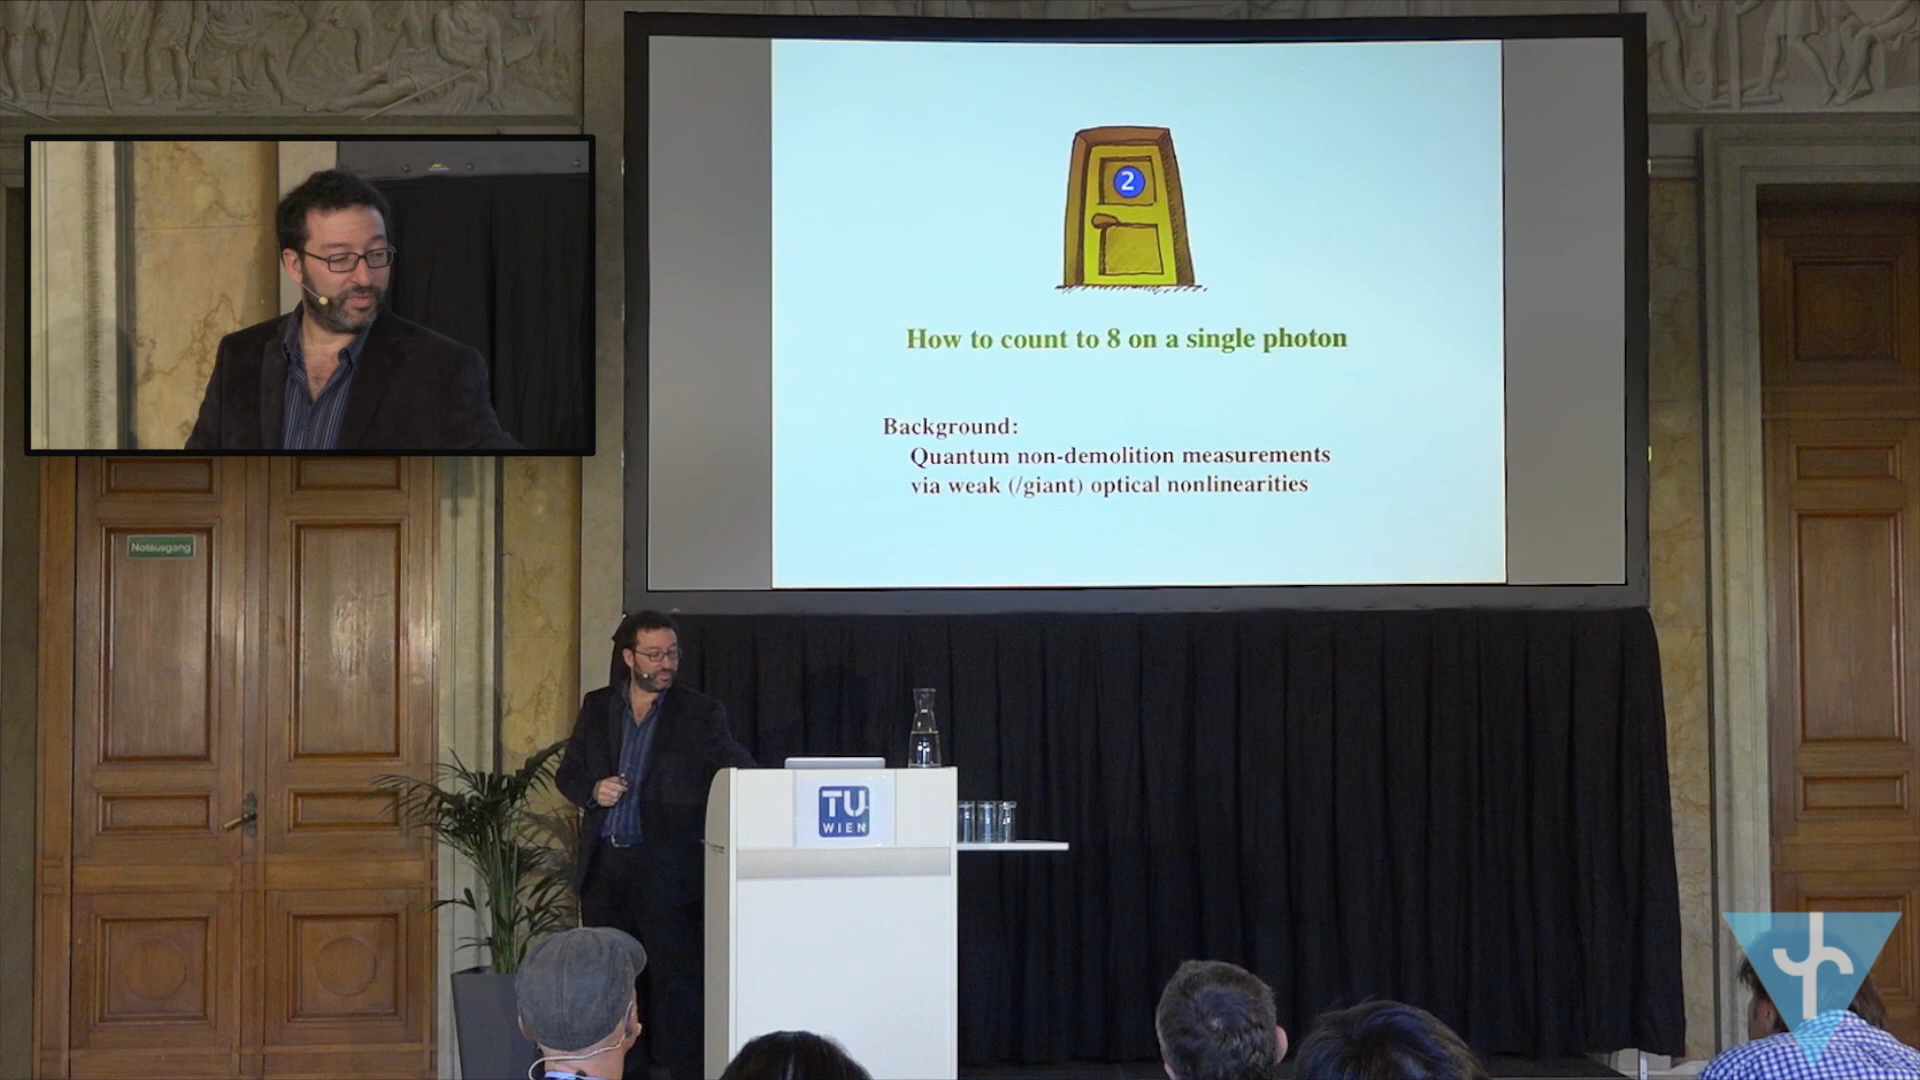 2
How to count to 8 on a single photon
Background:
Quantum non-demolition measurements
via weak (/giant) optical nonlinearities
Notausgang
TU
WIEN